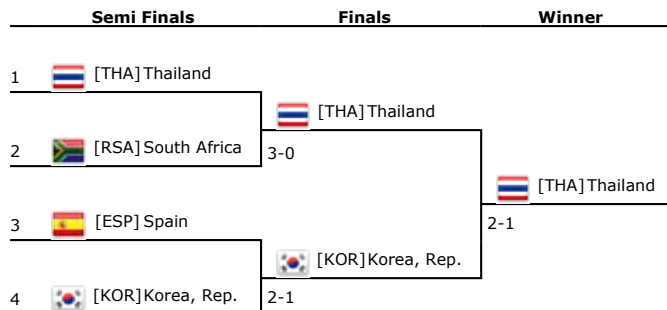 Semi Finals Finals Winner
1 [THA] Thailand
[THA] Thailand
2 [RSA] South Africa
3-0
[THA] Thailand
3 [ESP] Spain
2-1
[KOR] Korea, Rep.
4 [KOR] Korea, Rep.
2-1